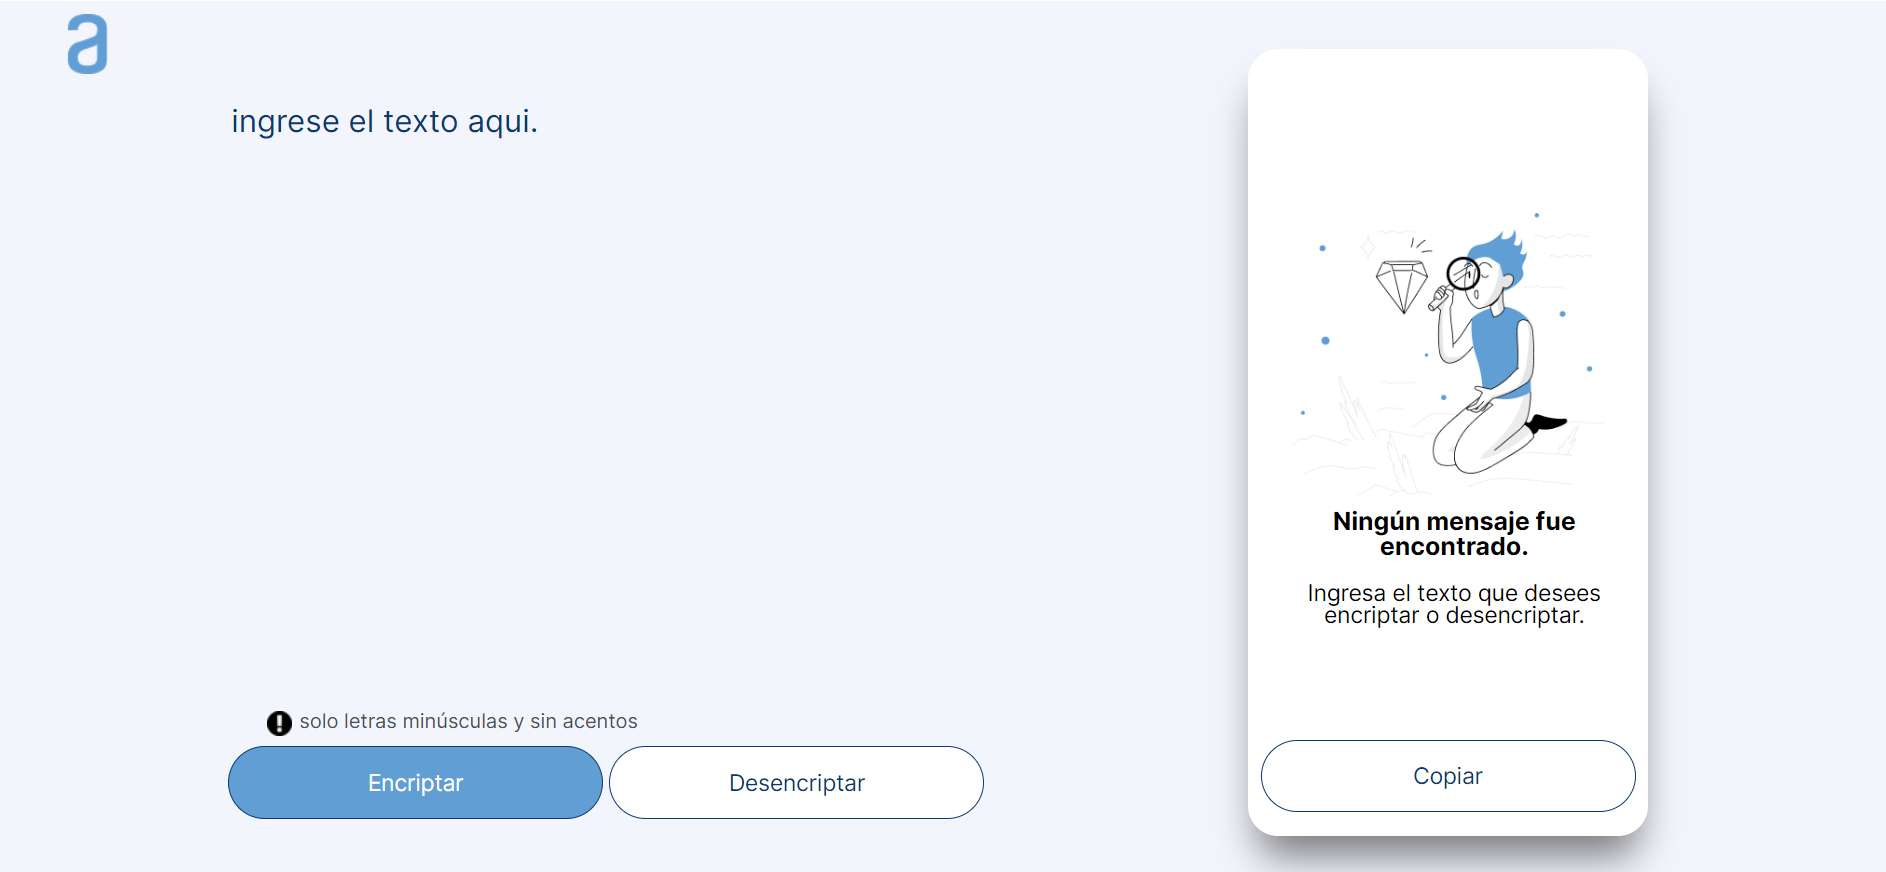 a
ingrese el texto aqui.
solo letras minúsculas y sin acentos
Encriptar
Desencriptar
Ningún mensaje fue
encontrado.
Ingresa el texto que desees
encriptar o desencriptar.
Copiar